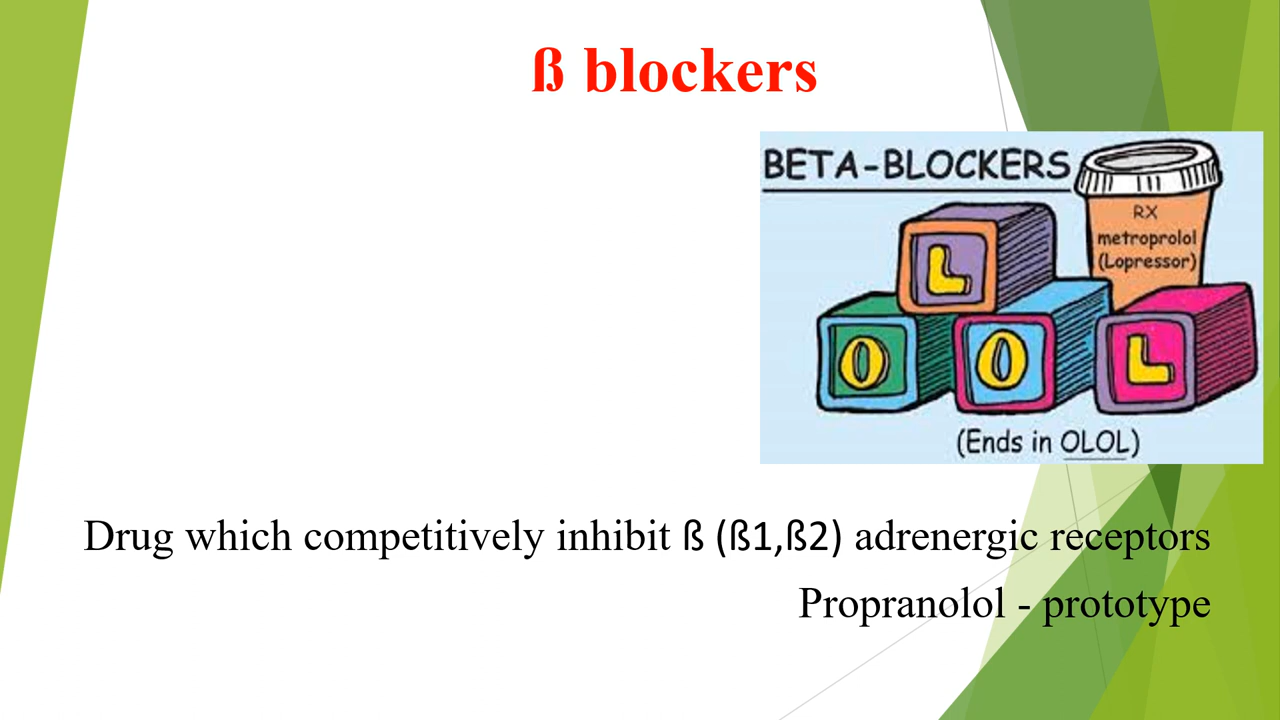 ß blockers
BETA-BLOCKERS
RX
metroprolol
(Lopressor)
L
O O L
(Ends in OLOL)
Drug which competitively inhibit ß (ß1,ß2) adrenergic receptors
Propranolol - prototype